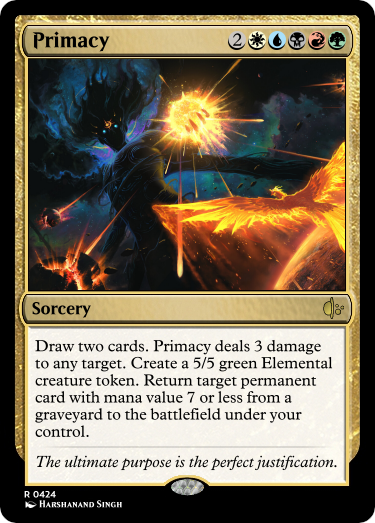 Primacy 2
Sorcery
Draw two cards. Primacy deals 3 damage
to any target. Create a 5/5 green Elemental
creature token. Return target permanent
card with mana value 7 or less from a
graveyard to the battlefield under your
control.
The ultimate purpose is the perfect justification.
R 0424
Harshanand Singh